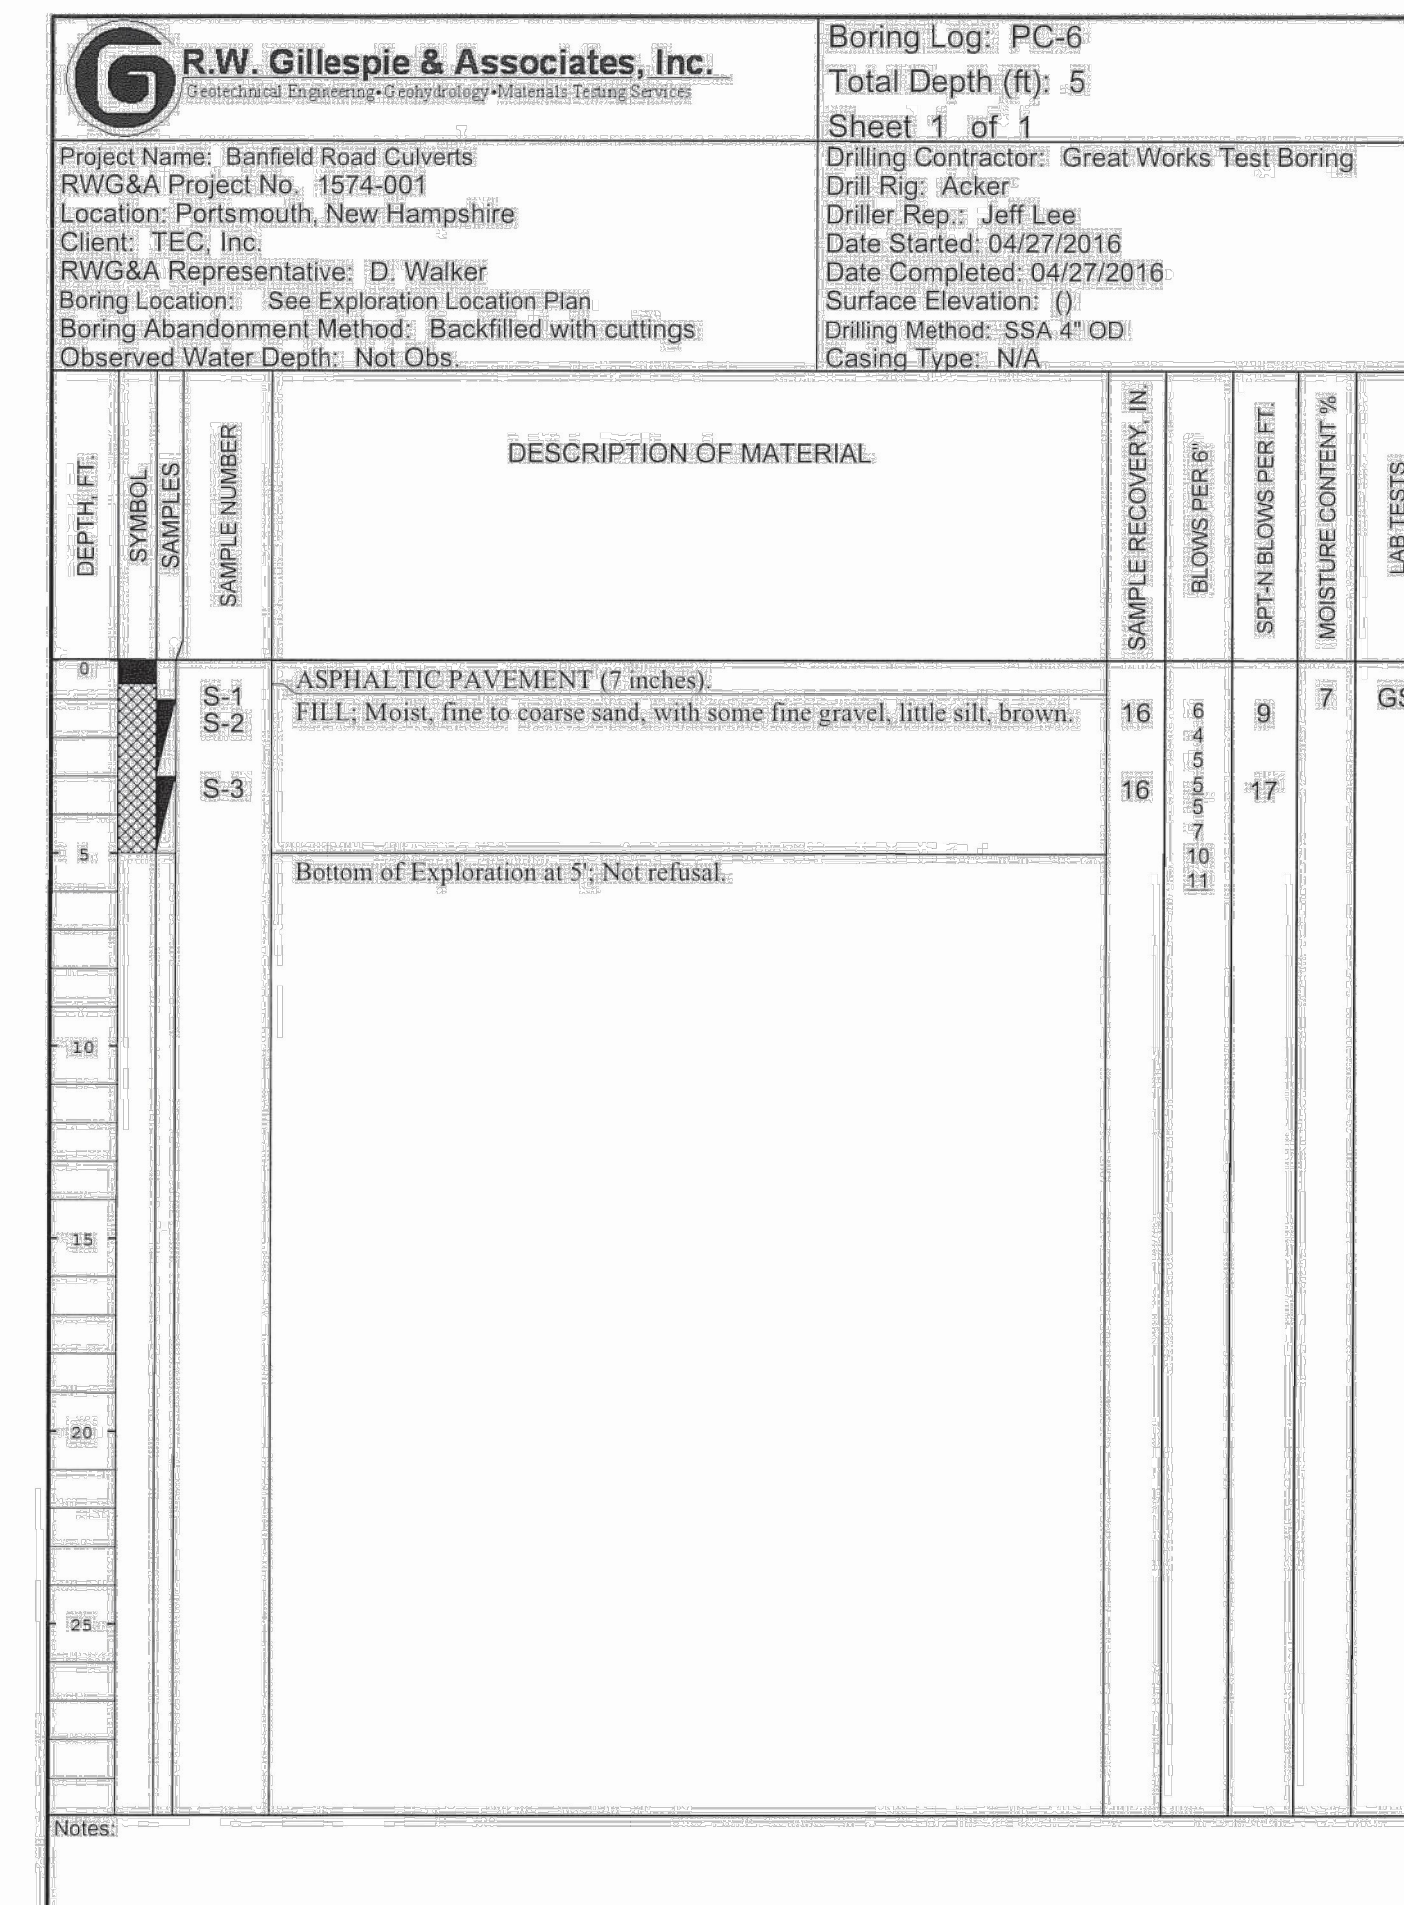 R.W. Gillespie & Associates, Inc.
Geotechnical Engineering•Geohydrology•Materials Testing Services
Boring Log: PC-6
Total Depth (ft): 5
Sheet 1 of 1
Project Name: Banfield Road Culverts
RWG&A Project No. 1574-001
Location: Portsmouth, New Hampshire
Client: TEC, Inc.
RWG&A Representative: D. Walker
Boring Location: See Exploration Location Plan
Boring Abandonment Method: Backfilled with cuttings
Observed Water Depth: Not Obs.
Drilling Contractor: Great Works Test Boring
Drill Rig: Acker
Driller Rep.: Jeff Lee
Date Started: 04/27/2016
Date Completed: 04/27/2016
Surface Elevation: ()
Drilling Method: SSA 4" OD
Casing Type: N/A
DEPTH, FT.
SYMBOL
SAMPLES
SAMPLE NUMBER
DESCRIPTION OF MATERIAL
SAMPLE RECOVERY, IN.
BLOWS PER 6"
SPT-N BLOWS PER FT.
MOISTURE CONTENT %
LAB TESTS
0
S-1
ASPHALTIC PAVEMENT (7 inches).
7
GS
S-2
FILL; Moist, fine to coarse sand, with some fine gravel, little silt, brown.
16
6
9
4
5
S-3
16
5
17
5
7
5
10
Bottom of Exploration at 5'; Not refusal.
11
10
15
20
25
Notes: